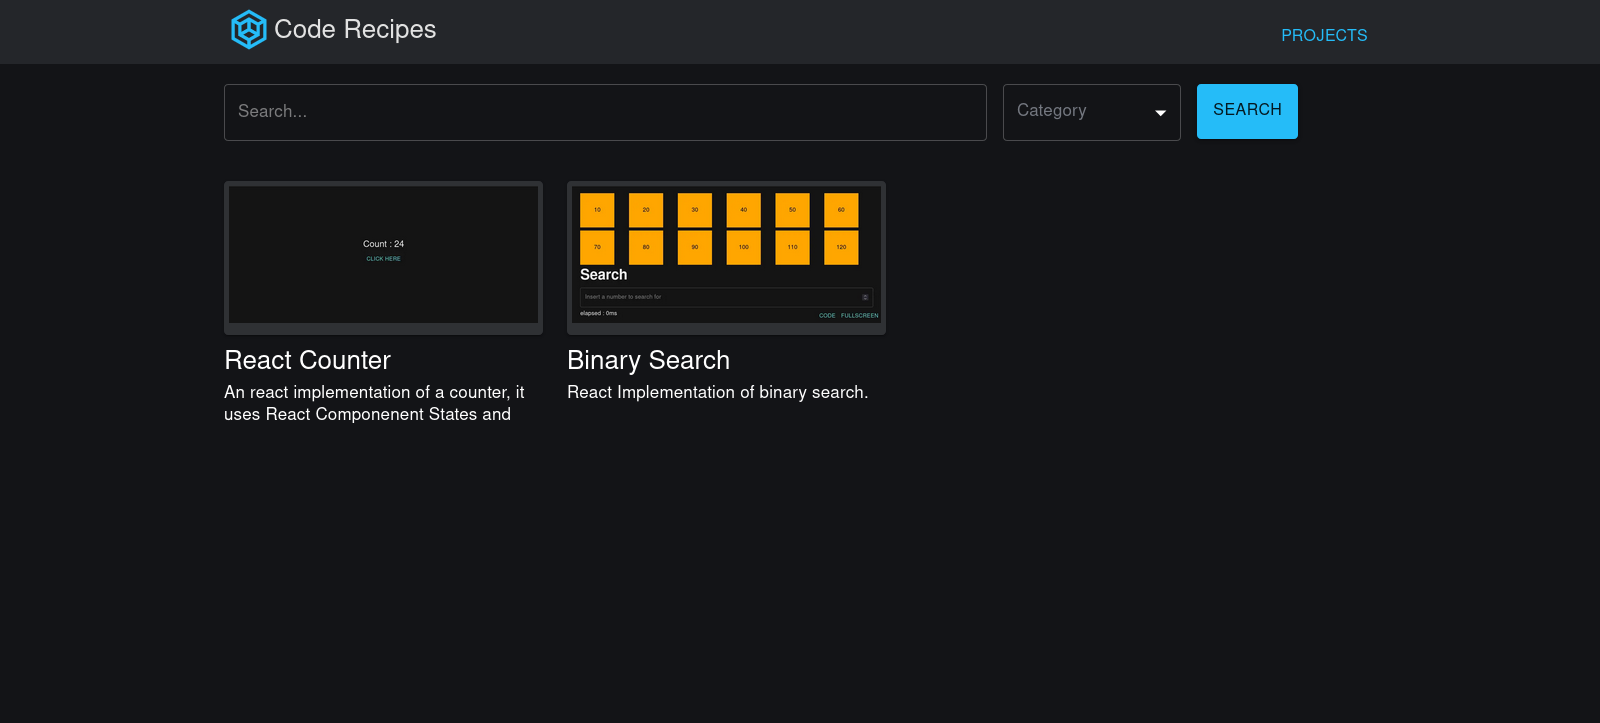 Code Recipes
PROJECTS
Search...
Category
SEARCH
Count : 24
CLICK HERE
10 20 30 40 50 60
70 80 90 100 110 120
Search
Insert a number to search for
elapsed : 0ms
CODE FULLSCREEN
React Counter
An react implementation of a counter, it
uses React Componenent States and
Binary Search
React Implementation of binary search.